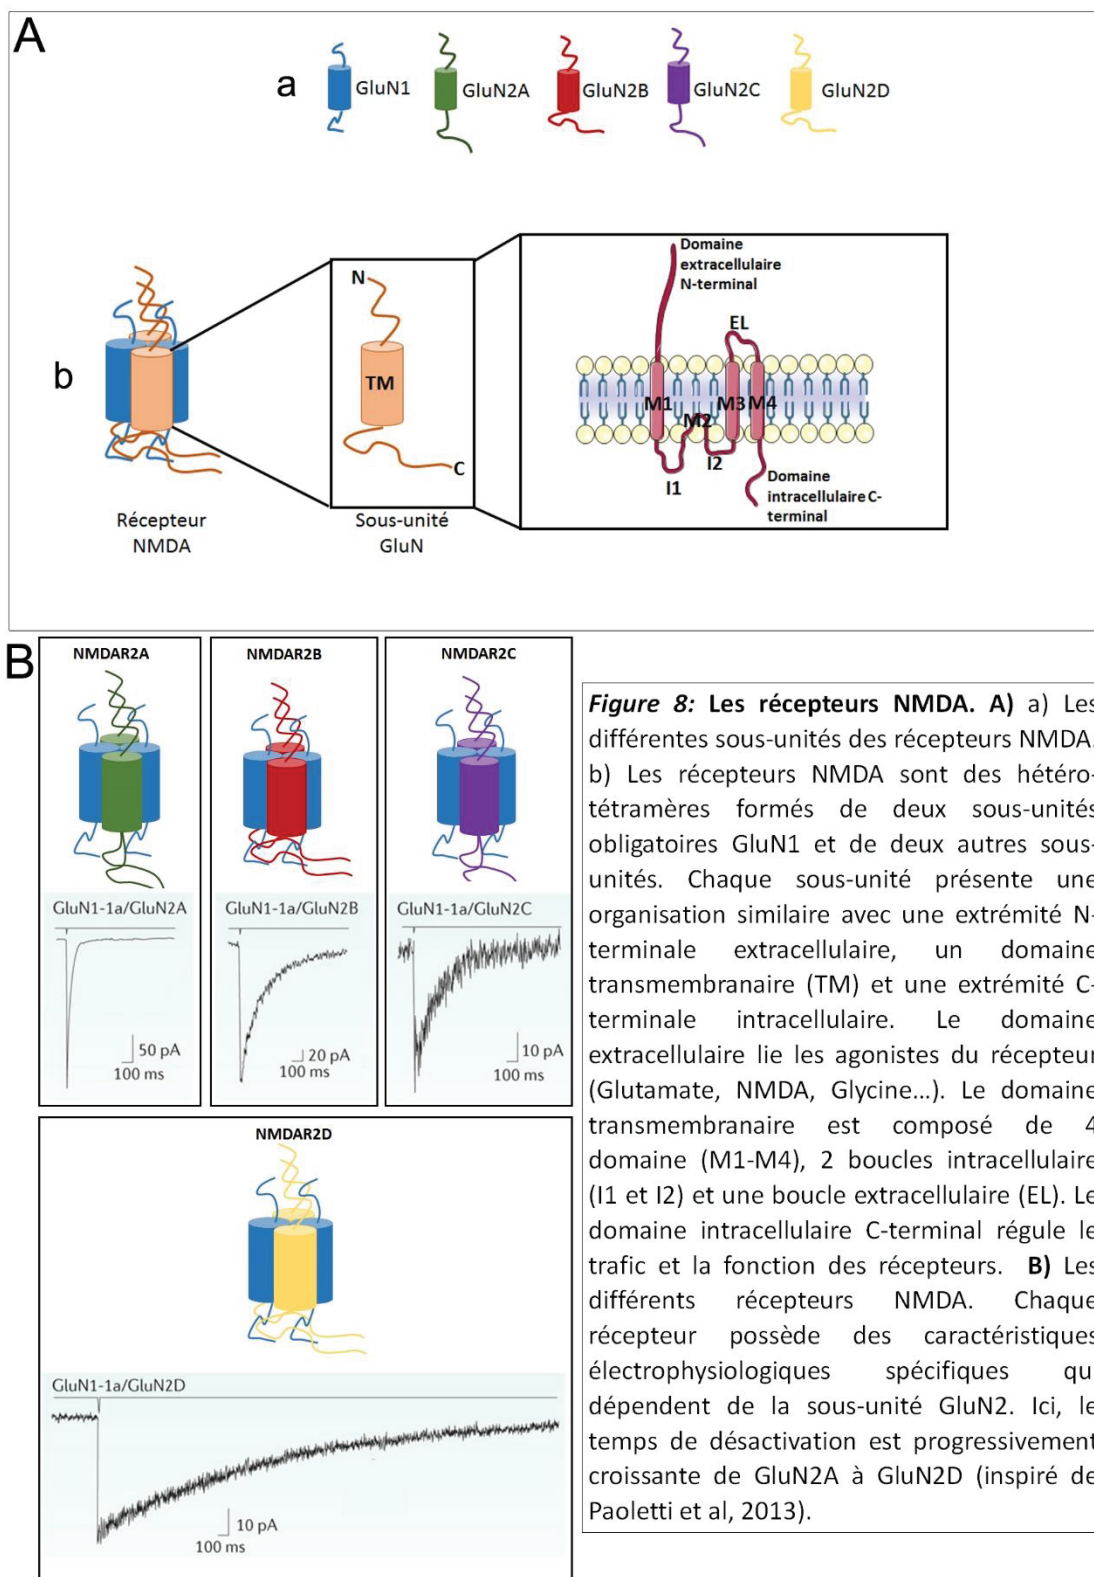 A
a
GluN1
GluN2A
GluN2B
GluN2C
GluN2D
b
Récepteur
NMDA
N
TM
C
Sous-unité
GluN
Domaine
extracellulaire
N-terminal
EL
M1
M2
M3
M4
I1
I2
Domaine
intracellulaire C-
terminal
B
NMDAR2A
GluN1-1a/GluN2A
50 pA
100 ms
NMDAR2B
GluN1-1a/GluN2B
20 pA
100 ms
NMDAR2C
GluN1-1a/GluN2C
10 pA
100 ms
NMDAR2D
GluN1-1a/GluN2D
10 pA
100 ms
Figure 8: Les récepteurs NMDA. A) a) Les
différentes sous-unités des récepteurs NMDA.
b) Les récepteurs NMDA sont des hétéro-
tétramères formés de deux sous-unités
obligatoires GluN1 et de deux autres sous-
unités. Chaque sous-unité présente une
organisation similaire avec une extrémité N-
terminale extracellulaire, un domaine
transmembranaire (TM) et une extrémité C-
terminale intracellulaire. Le domaine
extracellulaire lie les agonistes du récepteur
(Glutamate, NMDA, Glycine...). Le domaine
transmembranaire est composé de 4
domaine (M1-M4), 2 boucles intracellulaire
(I1 et I2) et une boucle extracellulaire (EL). Le
domaine intracellulaire C-terminal régule le
trafic et la fonction des récepteurs. B) Les
différents récepteurs NMDA. Chaque
récepteur possède des caractéristiques
électrophysiologiques spécifiques qu
dépendent de la sous-unité GluN2. Ici, le
temps de désactivation est progressivement
croissante de GluN2A à GluN2D (inspiré de
Paoletti et al, 2013).